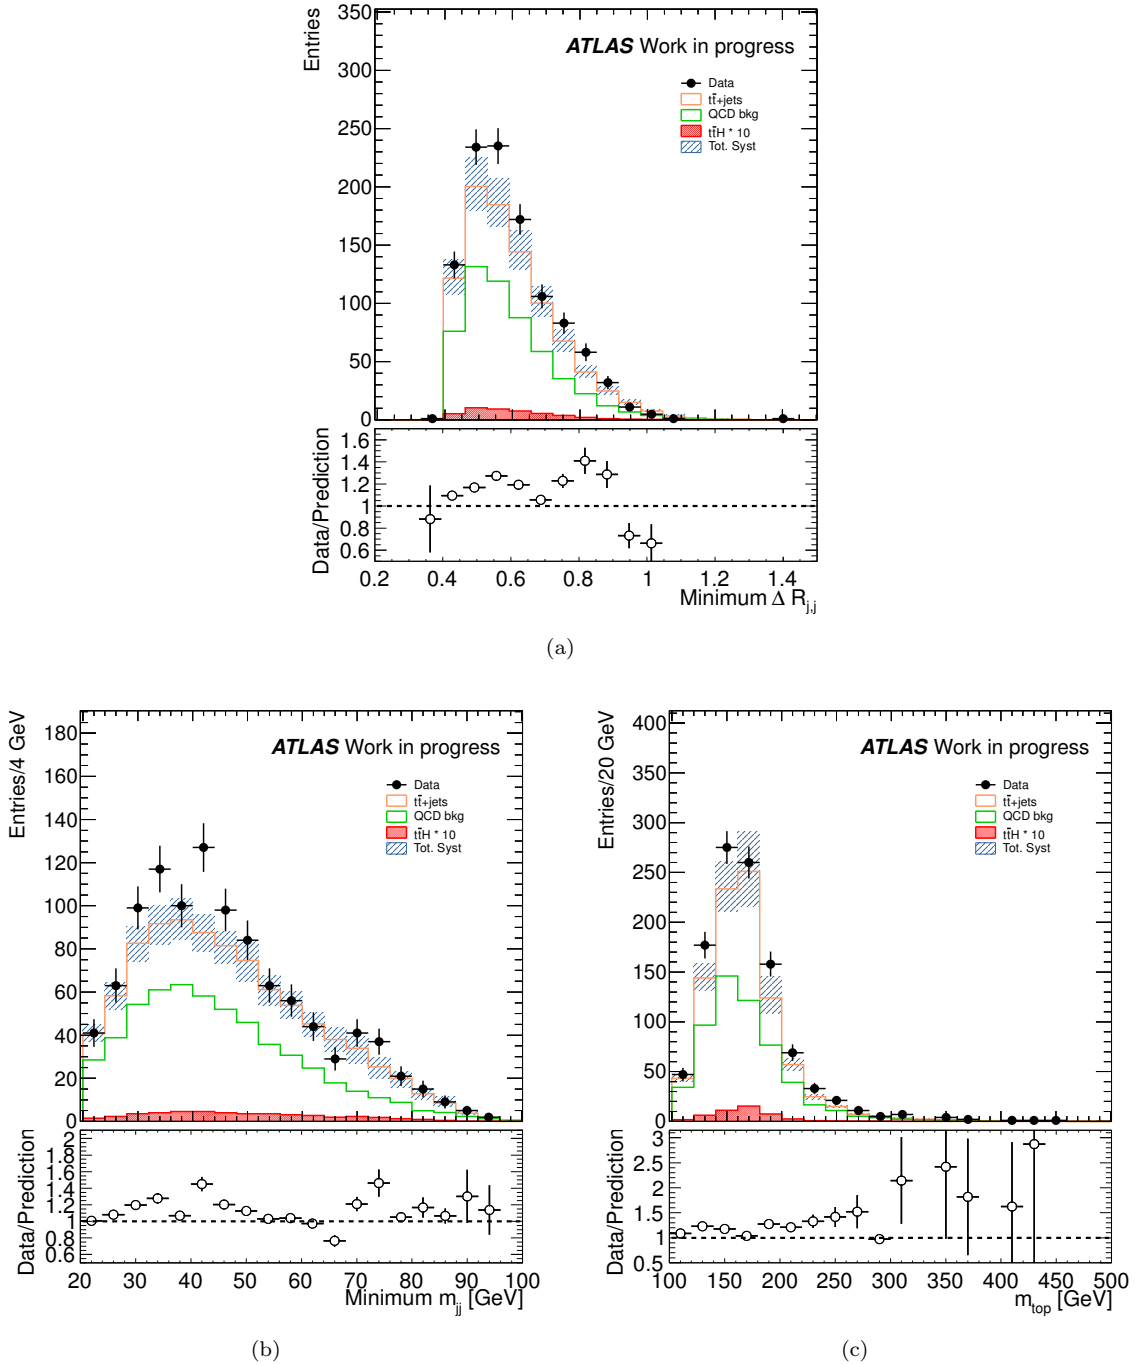 Entries
350
300
250
200
150
100
50
0
ATLAS Work in progress
Data
tt̄+jets
QCD bkg
tt̄H * 10
Tot. Syst
Data/Prediction
1.6
1.4
1.2
1
0.8
0.6
0.2 0.4 0.6 0.8 1 1.2 1.4
Minimum Δ R_{j,j}
(a)
Entries/4 GeV
180
160
140
120
100
80
60
40
20
0
ATLAS Work in progress
Data
tt̄+jets
QCD bkg
tt̄H * 10
Tot. Syst
Data/Prediction
2
1.8
1.6
1.4
1.2
1
0.8
0.6
20 30 40 50 60 70 80 90 100
Minimum m_{jj} [GeV]
(b)
Entries/20 GeV
400
350
300
250
200
150
100
50
0
ATLAS Work in progress
Data
tt̄+jets
QCD bkg
tt̄H * 10
Tot. Syst
Data/Prediction
3
2.5
2
1.5
1
0.5
100 150 200 250 300 350 400 450 500
m_{top} [GeV]
(c)